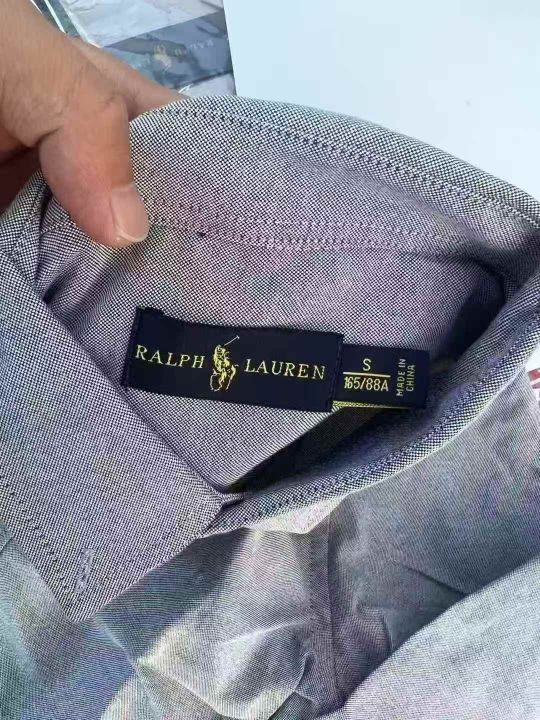 RALPH LAUREN
S
165/88A
MADE IN
CHINA